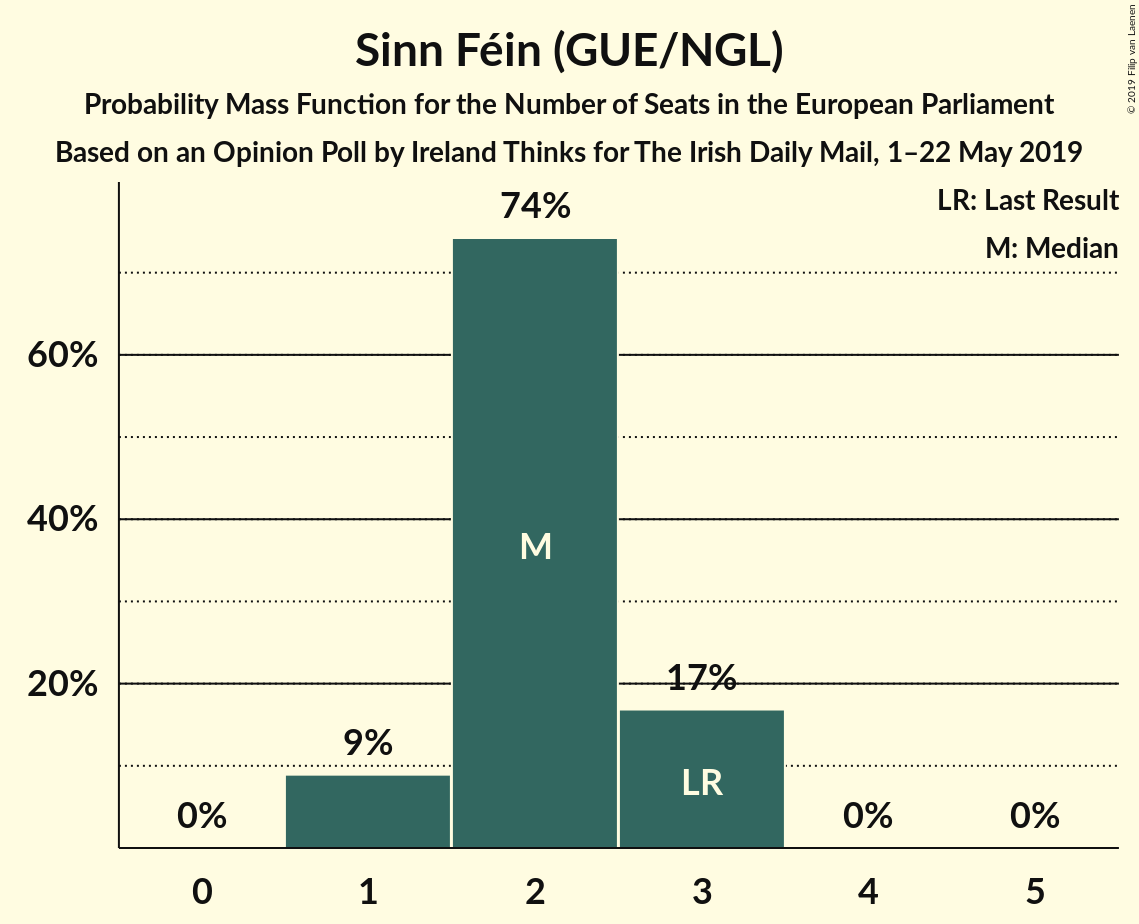 Sinn Féin (GUE/NGL)
Probability Mass Function for the Number of Seats in the European Parliament
Based on an Opinion Poll by Ireland Thinks for The Irish Daily Mail, 1–22 May 2019
© 2019 Filip van Laenen
LR: Last Result
M: Median
74%
60%
40%
M
20%
17%
9%
LR
0%
0%
0%
0 1 2 3 4 5